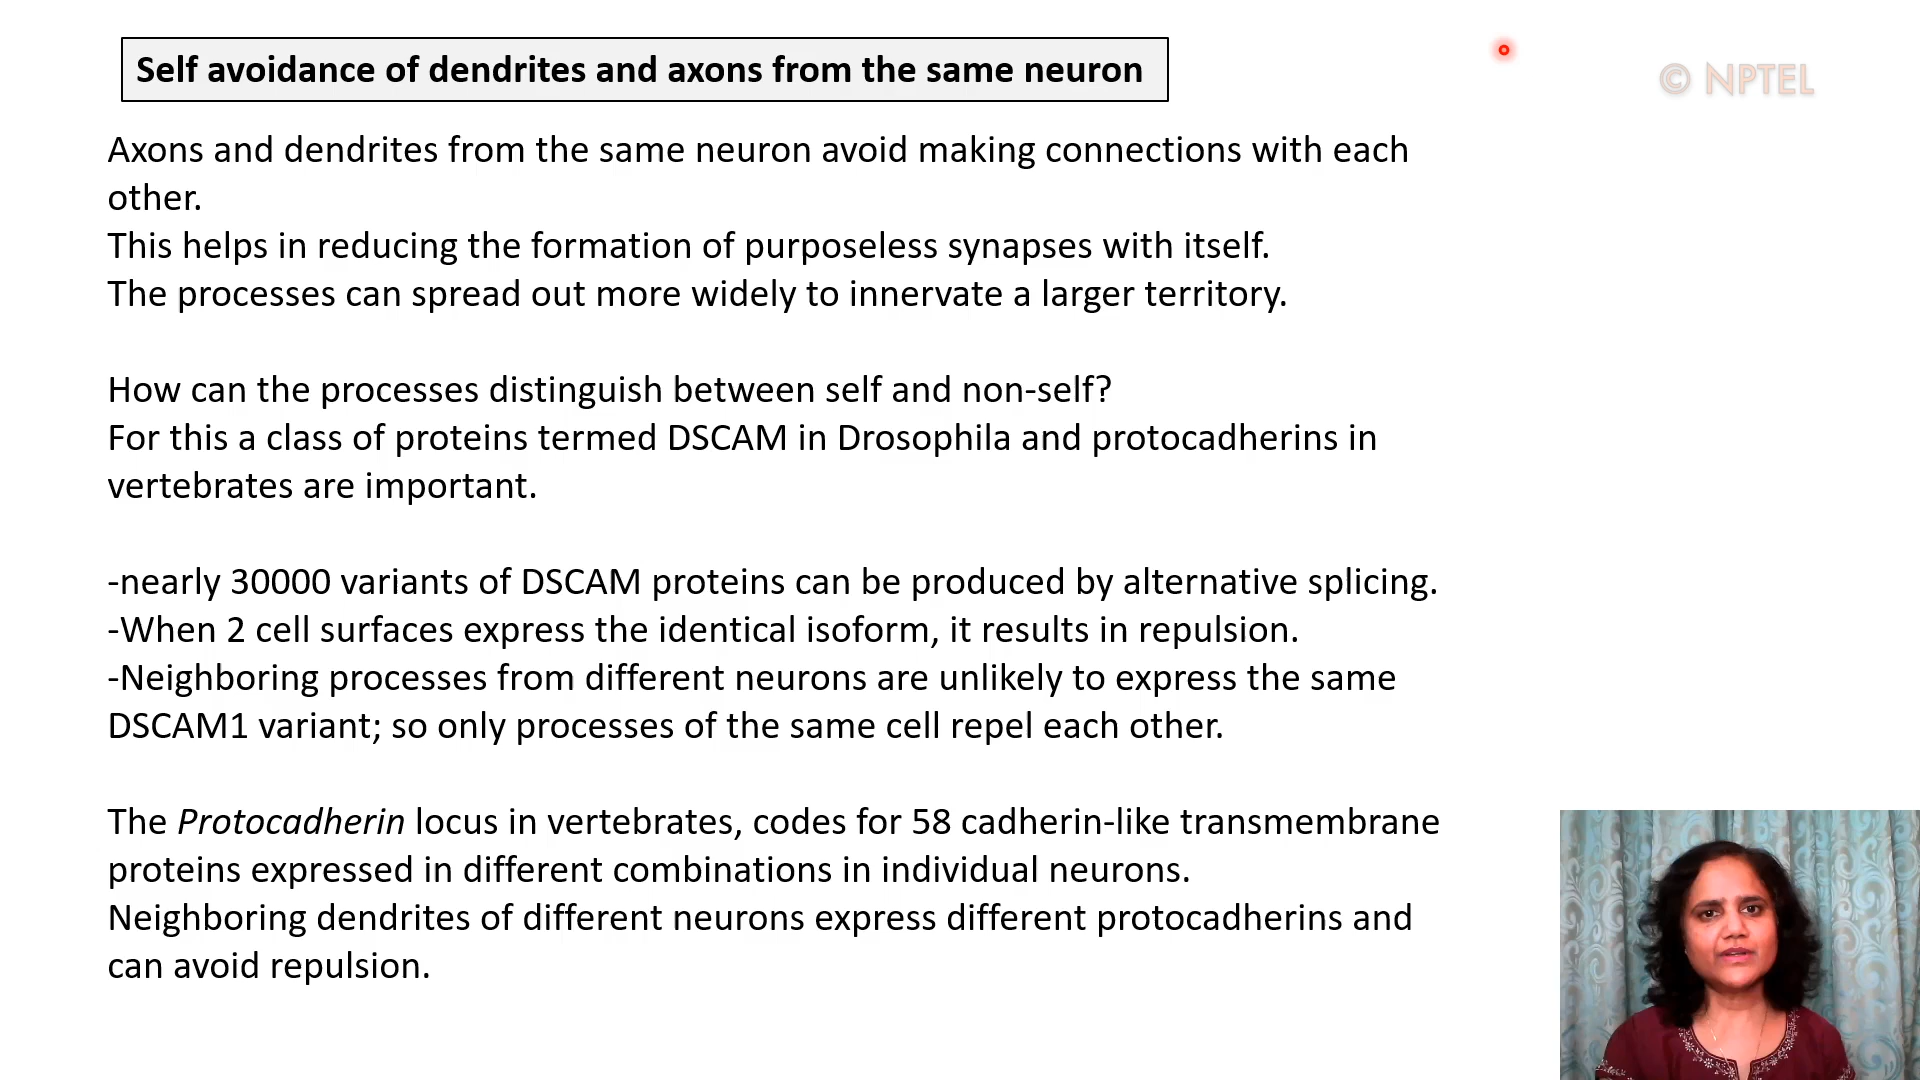 Self avoidance of dendrites and axons from the same neuron
© NPTEL
Axons and dendrites from the same neuron avoid making connections with each
other.
This helps in reducing the formation of purposeless synapses with itself.
The processes can spread out more widely to innervate a larger territory.
How can the processes distinguish between self and non-self?
For this a class of proteins termed DSCAM in Drosophila and protocadherins in
vertebrates are important.
-nearly 30000 variants of DSCAM proteins can be produced by alternative splicing.
-When 2 cell surfaces express the identical isoform, it results in repulsion.
-Neighboring processes from different neurons are unlikely to express the same
DSCAM1 variant; so only processes of the same cell repel each other.
The Protocadherin locus in vertebrates, codes for 58 cadherin-like transmembrane
proteins expressed in different combinations in individual neurons.
Neighboring dendrites of different neurons express different protocadherins and
can avoid repulsion.